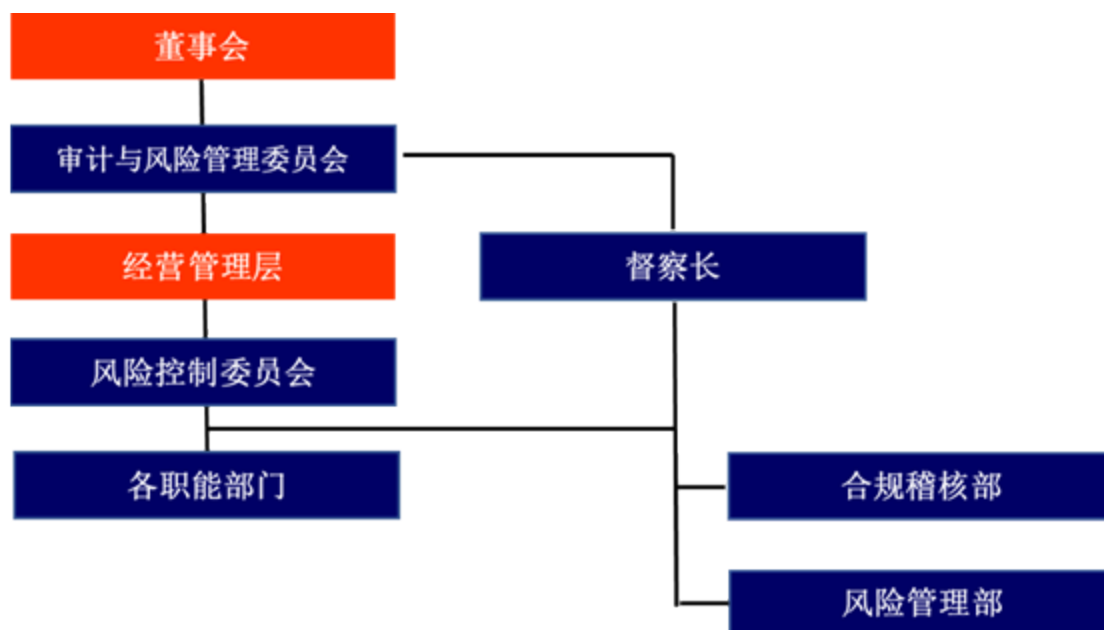 董事会
审计与风险管理委员会
经营管理层
督察长
风险控制委员会
各职能部门
合规稽核部
风险管理部